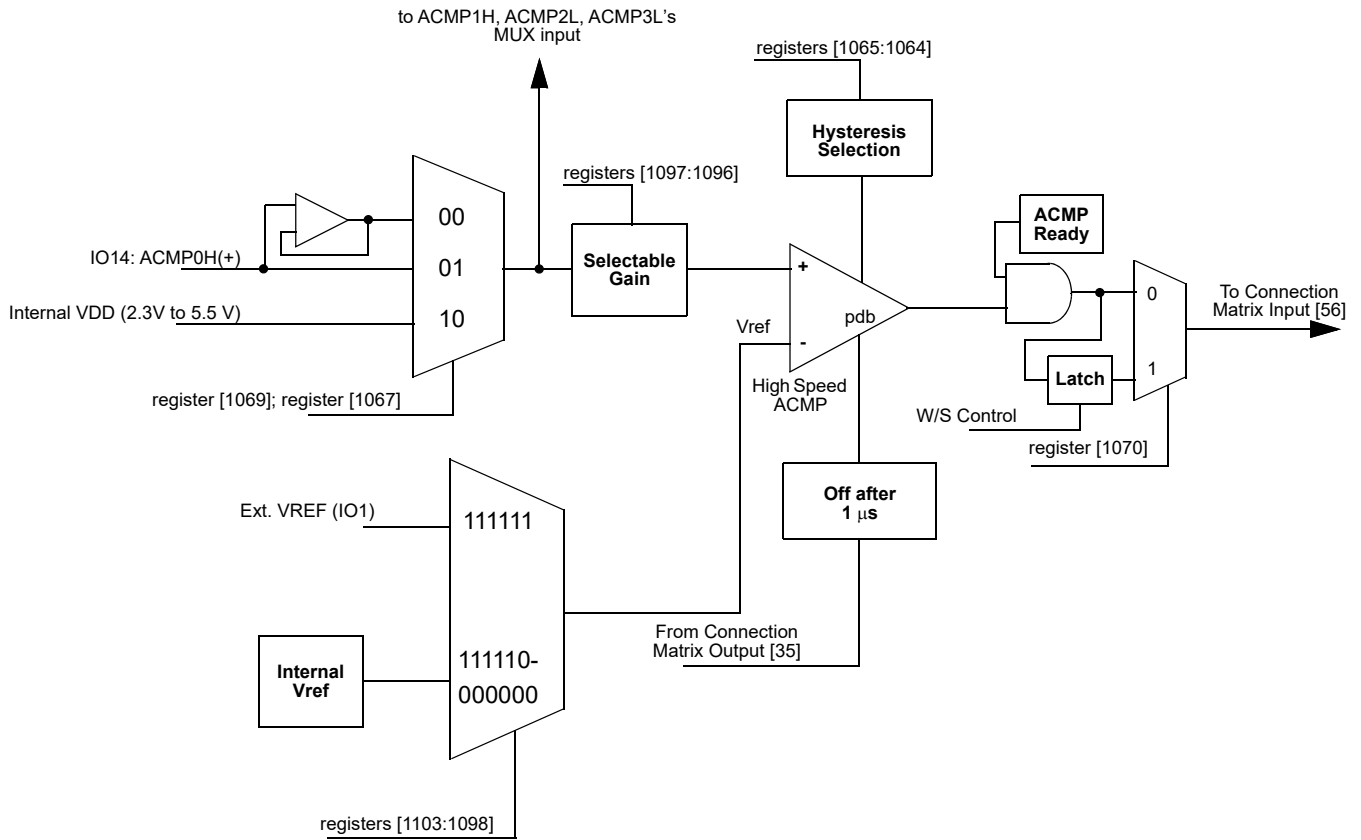 to ACMP1H, ACMP2L, ACMP3L's
MUX input
registers [1065:1064]
Hysteresis
Selection
registers [1097:1096]
00
01
10
IO14: ACMP0H(+)
Internal VDD (2.3V to 5.5 V)
Selectable
Gain
register [1069]; register [1067]
+
-
pdb
Vref
High Speed
ACMP
ACMP
Ready
0
1
To Connection
Matrix Input [56]
Latch
W/S Control
register [1070]
Off after
1 μs
From Connection
Matrix Output [35]
Ext. VREF (IO1)
111111
111110-
000000
Internal
Vref
registers [1103:1098]